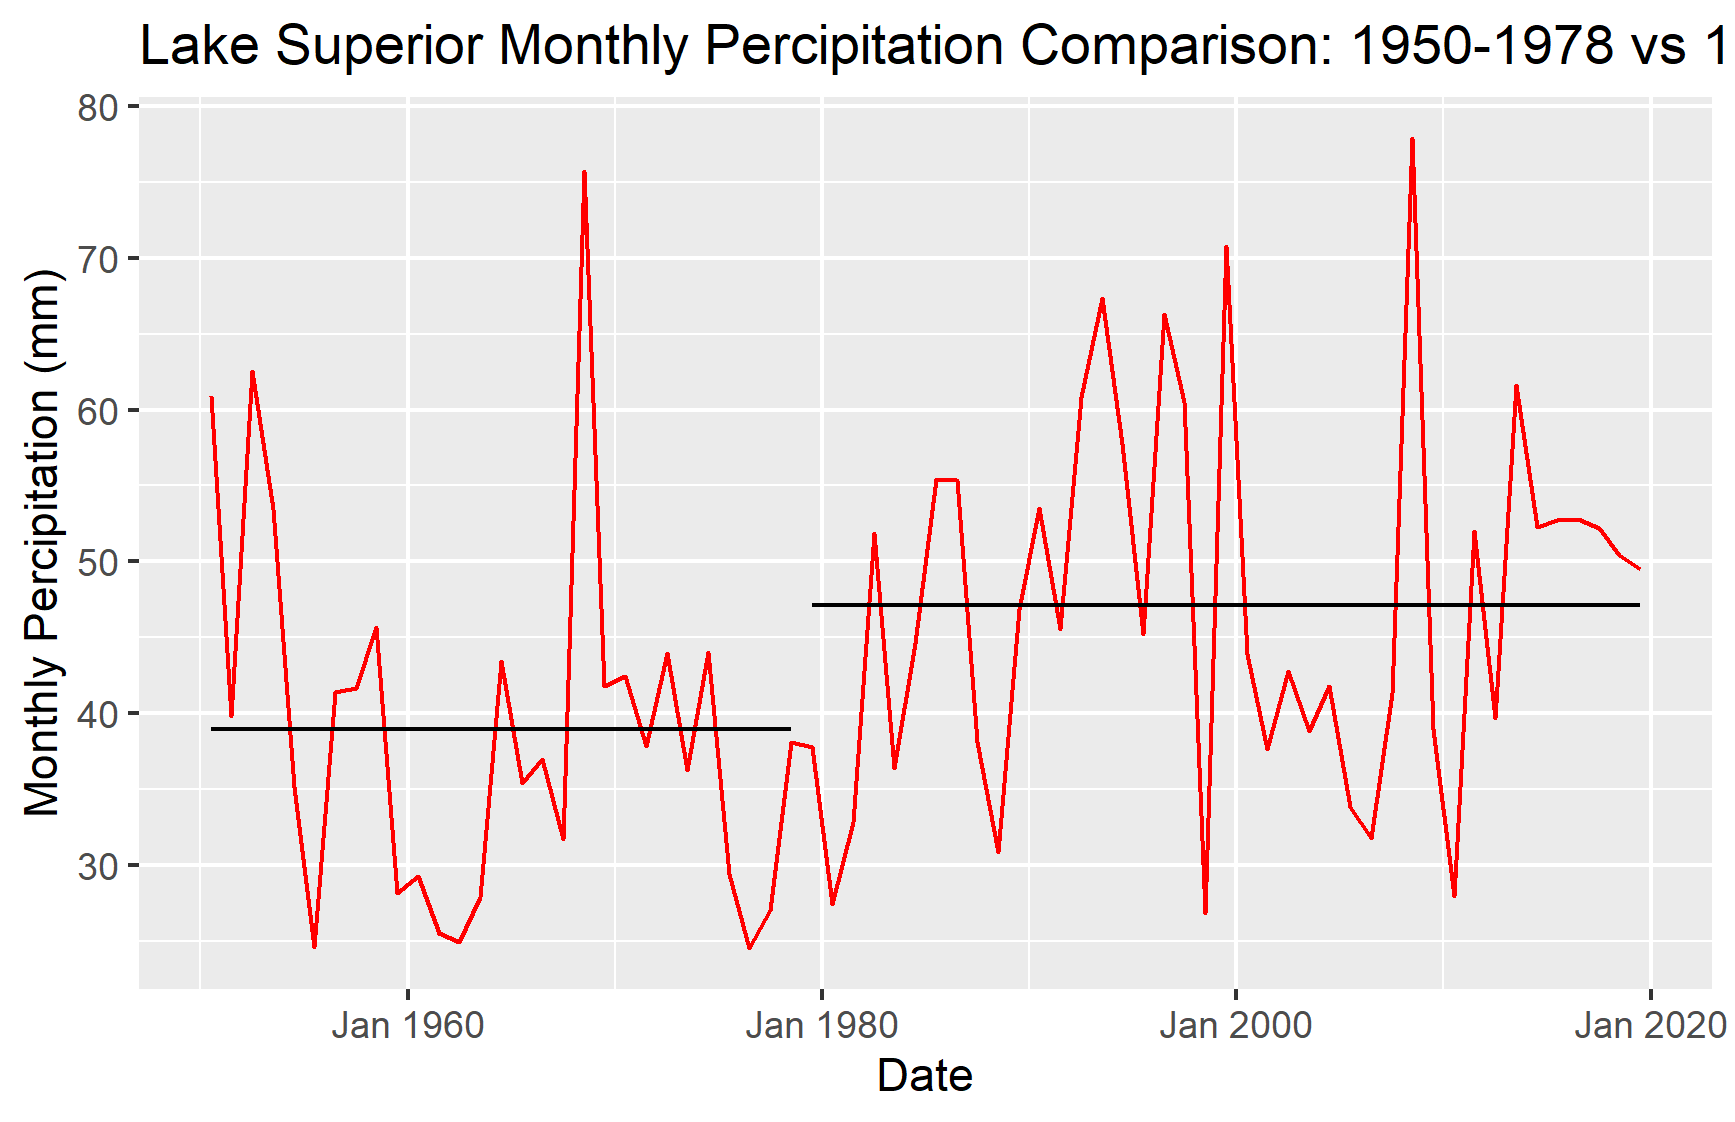 Lake Superior Monthly Percipitation Comparison: 1950-1978 vs 1
Monthly Percipitation (mm)
80
70
60
50
40
30
Jan 1960
Jan 1980
Jan 2000
Jan 2020
Date